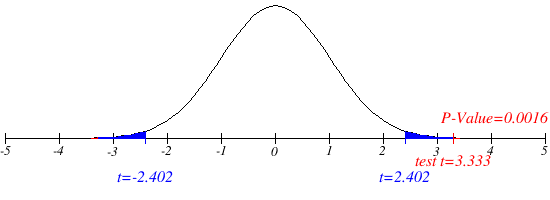 P-Value=0.0016
-5 -4 -3 -2 -1 0 1 2 3 4 5
test t=3.333
t=-2.402 t=2.402